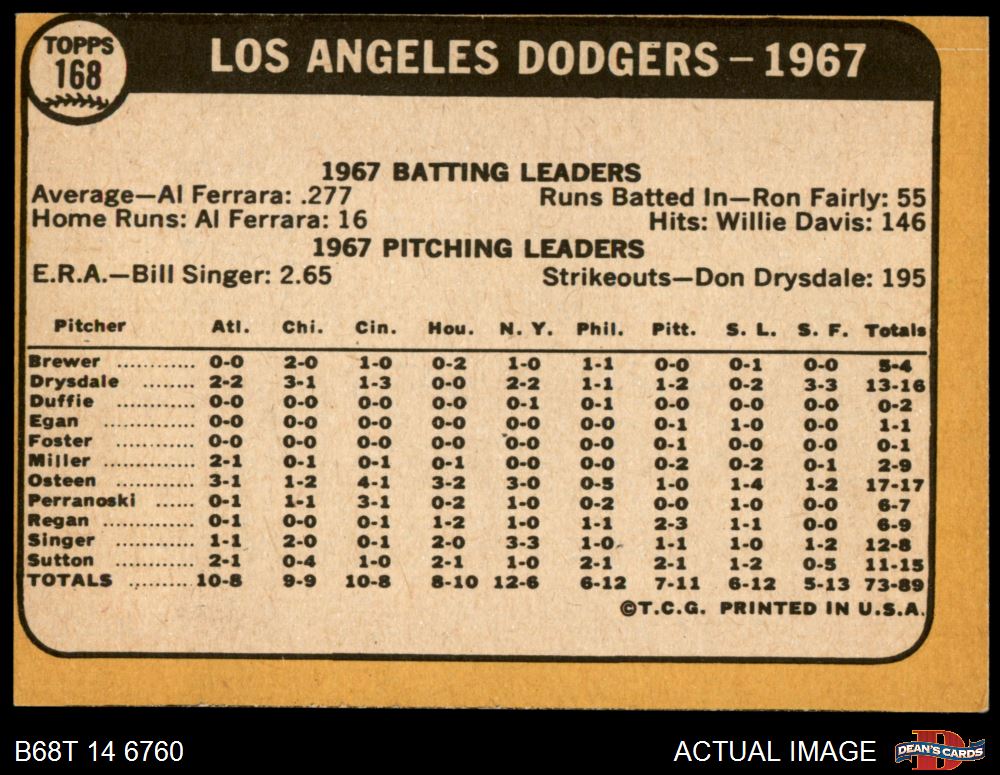 TOPPS
168
LOS ANGELES DODGERS – 1967
1967 BATTING LEADERS
Average—Al Ferrara: .277 Runs Batted In—Ron Fairly: 55
Home Runs: Al Ferrara: 16 Hits: Willie Davis: 146
1967 PITCHING LEADERS
E.R.A.—Bill Singer: 2.65 Strikeouts—Don Drysdale: 195
Pitcher Atl. Chi. Cin. Hou. N. Y. Phil. Pitt. S. L. S. F. Totals
Brewer ............ 0-0 2-0 1-0 0-2 1-0 1-1 0-0 0-1 0-0 5-4
Drysdale ........ 2-2 3-1 1-3 0-0 2-2 1-1 1-2 0-2 3-3 13-16
Duffie ............ 0-0 0-0 0-0 0-0 0-1 0-1 0-0 0-0 0-0 0-2
Egan ............ 0-0 0-0 0-0 0-0 0-0 0-0 0-1 1-0 0-0 1-1
Foster ............ 0-0 0-0 0-0 0-0 0-0 0-0 0-1 0-0 0-0 0-1
Miller ............ 2-1 0-1 0-1 0-1 0-0 0-0 0-2 0-2 0-1 2-9
Osteen ............ 3-1 1-2 4-1 3-2 3-0 0-5 1-0 1-4 1-2 17-17
Perranoski ...... 0-1 1-1 3-1 0-2 1-0 0-2 0-0 1-0 0-0 6-7
Regan ............ 0-1 0-0 0-1 1-2 1-0 1-1 2-3 1-1 0-0 6-9
Singer ............ 1-1 2-0 0-1 2-0 3-3 1-0 1-1 1-0 1-2 12-8
Sutton ............ 2-1 0-4 1-0 2-1 1-0 2-1 2-1 1-2 0-5 11-15
TOTALS ......... 10-8 9-9 10-8 8-10 12-6 6-12 7-11 6-12 5-13 73-89
©T.C.G. PRINTED IN U.S.A.
B68T 14 6760 ACTUAL IMAGE DEAN'S CARDS